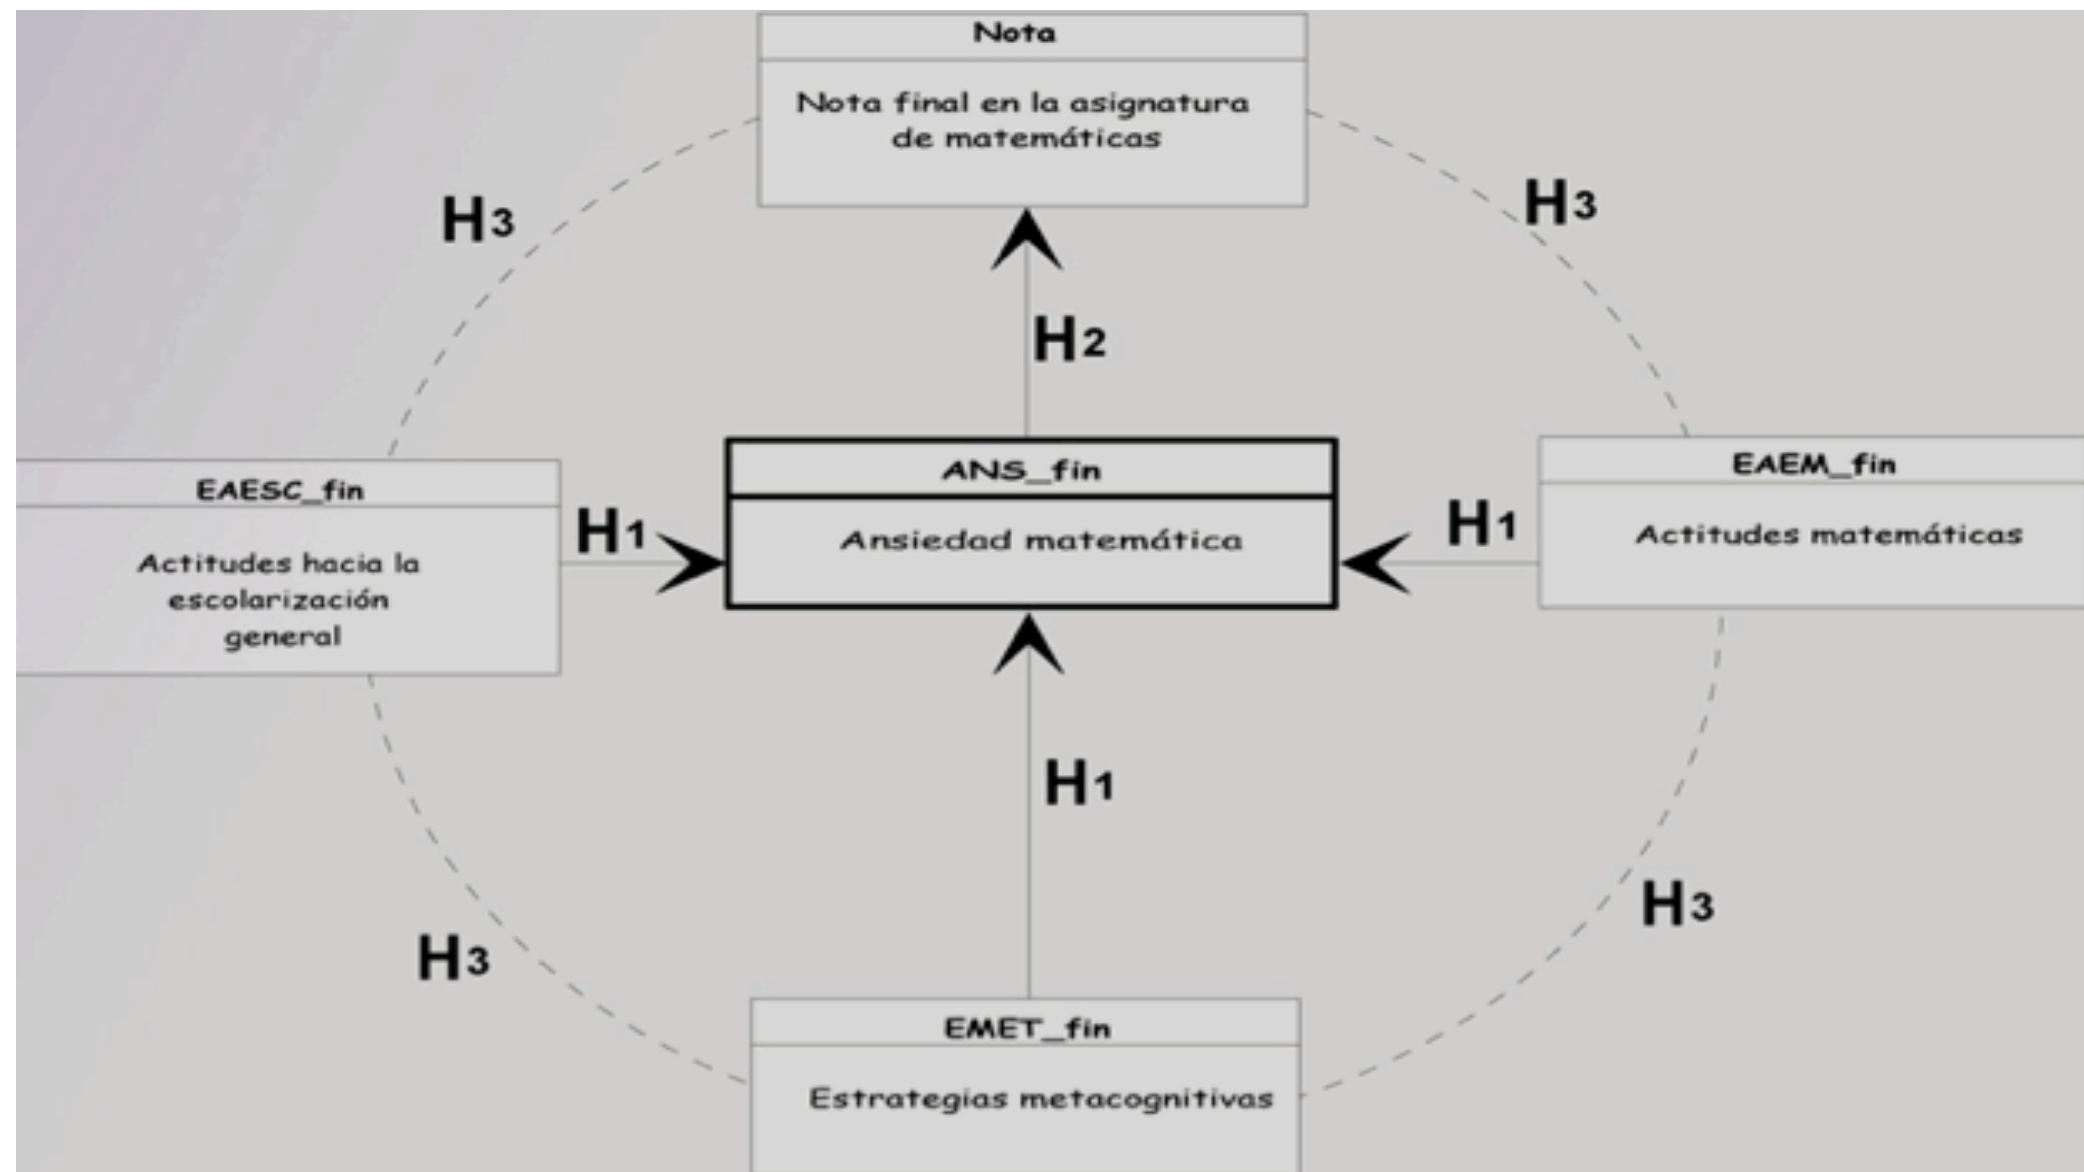 Nota
Nota final en la asignatura
de matemáticas
H3
H3
H2
EAESC_fin
Actitudes hacia la
escolarización
general
H1
ANS_fin
Ansiedad matemática
H1
EAEM_fin
Actitudes matemáticas
H1
H3
H3
EMET_fin
Estrategias metacognitivas